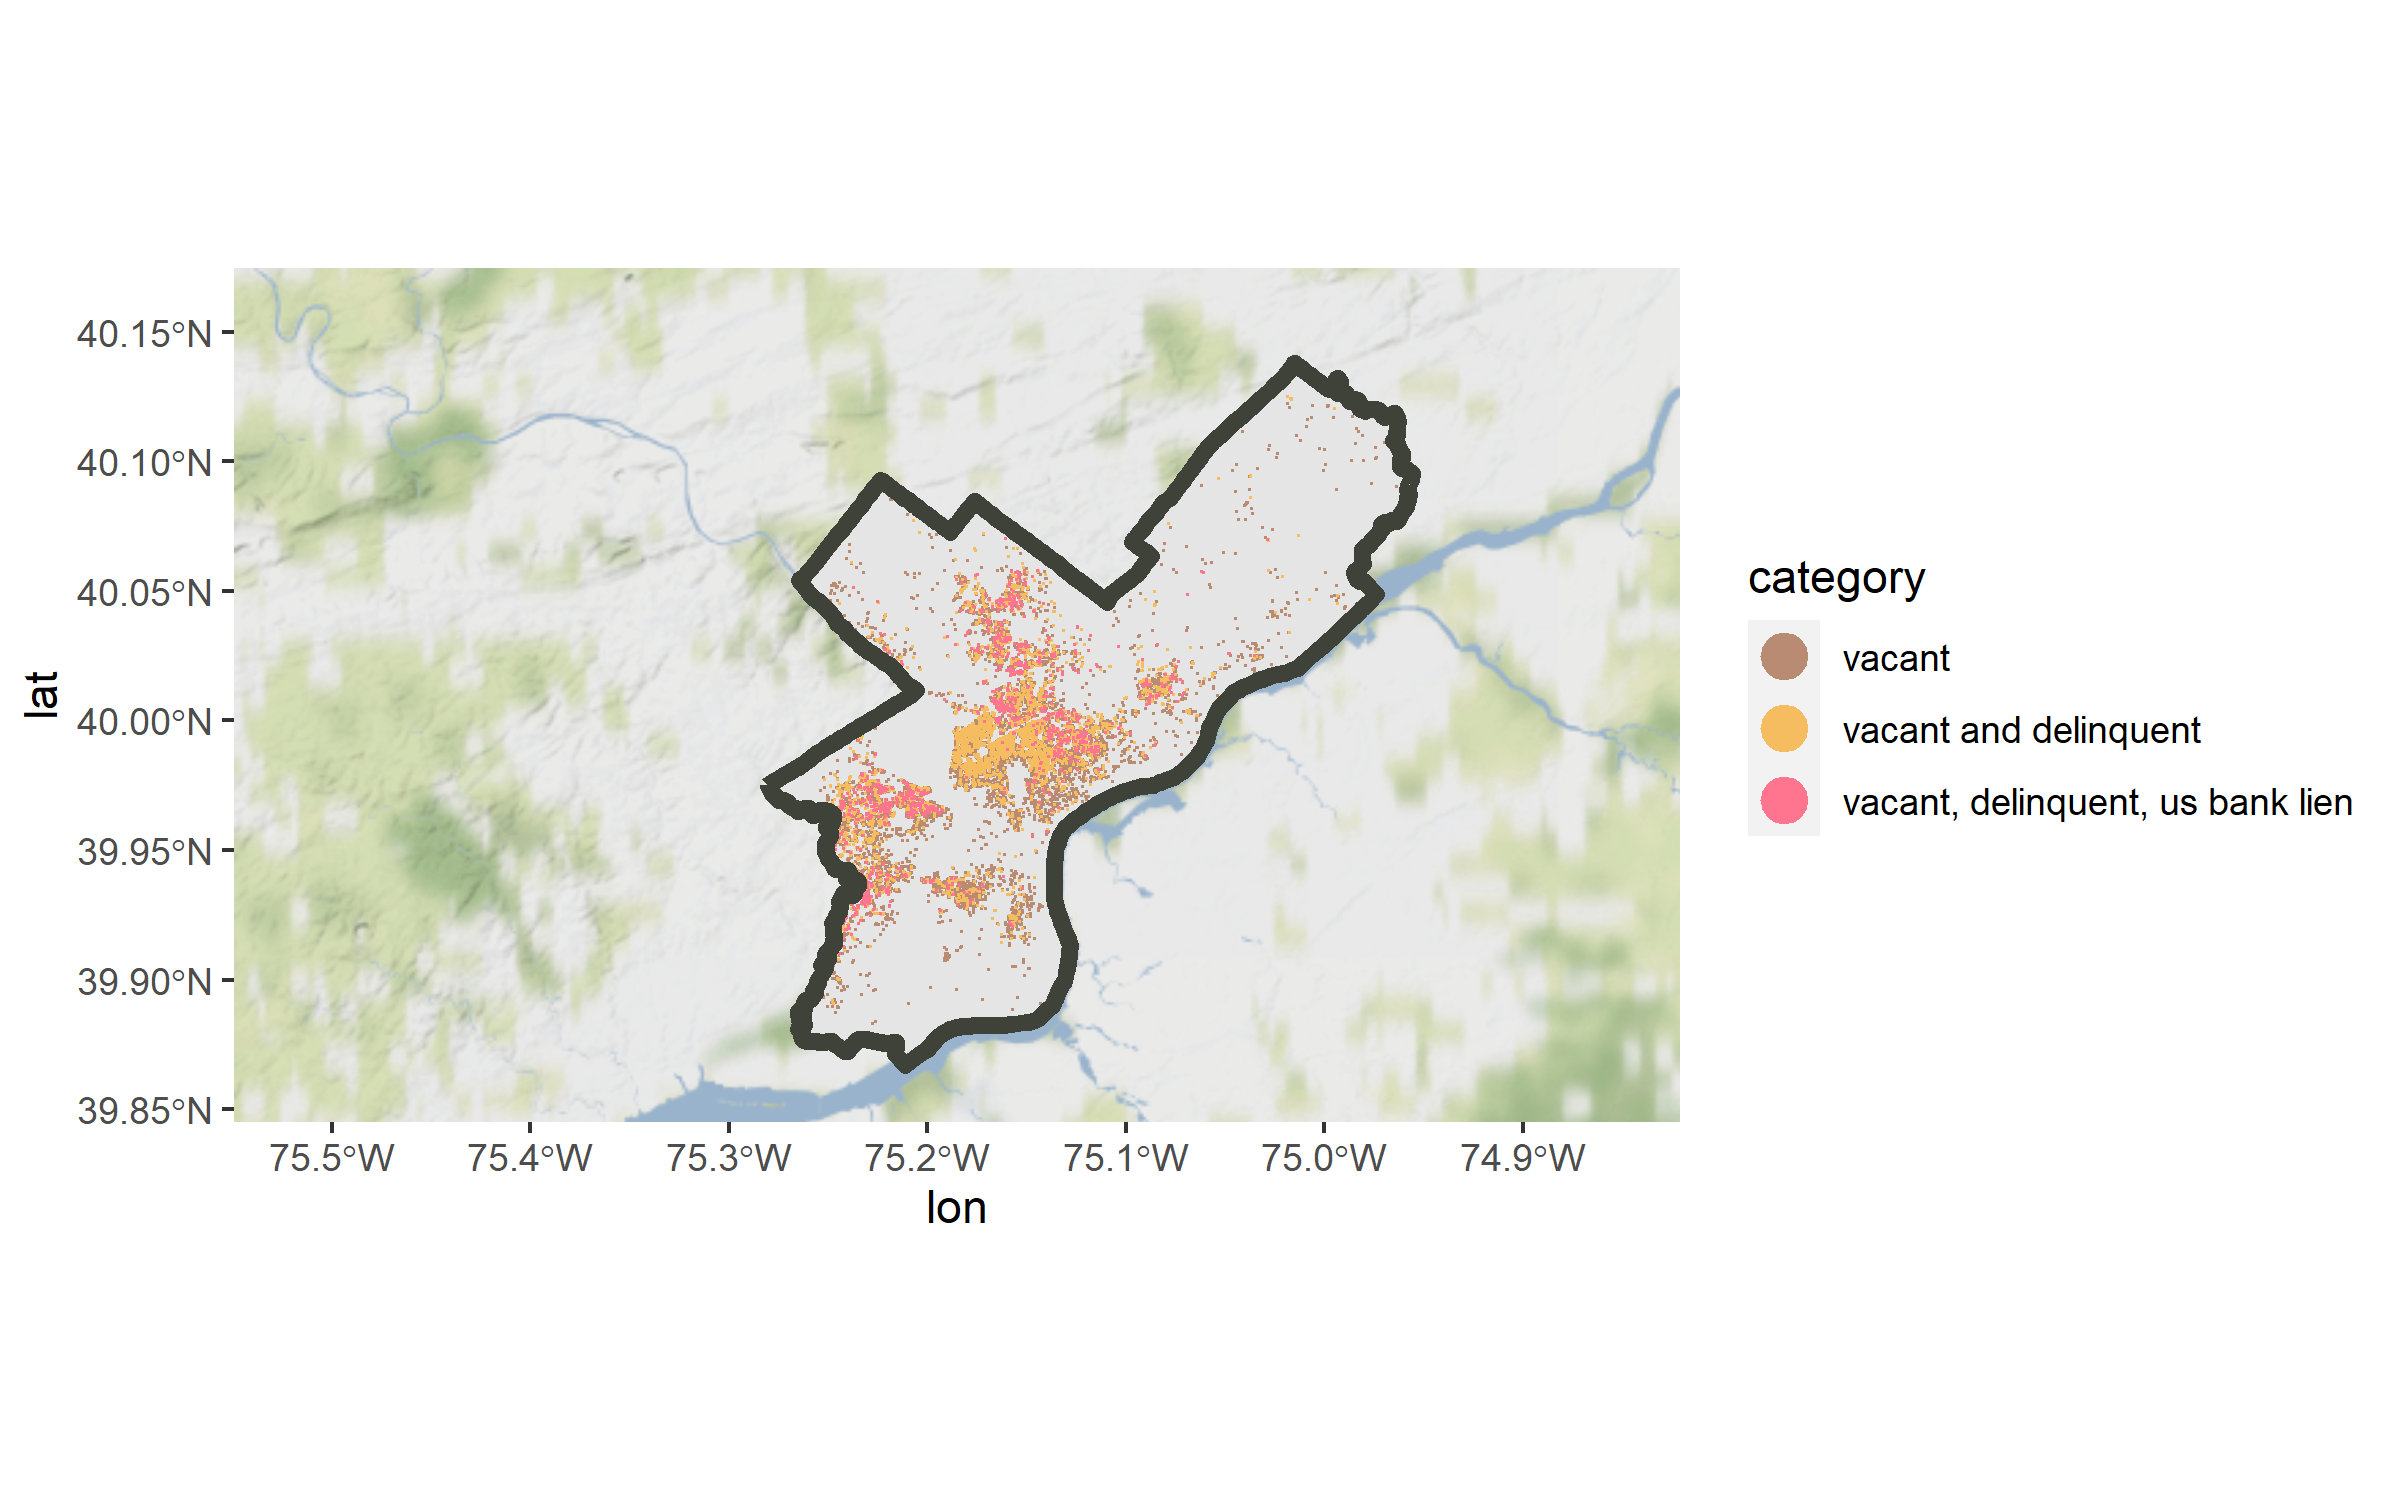 lat
40.15°N
40.10°N
40.05°N
40.00°N
39.95°N
39.90°N
39.85°N
75.5°W 75.4°W 75.3°W 75.2°W 75.1°W 75.0°W 74.9°W
lon
category
vacant
vacant and delinquent
vacant, delinquent, us bank lien